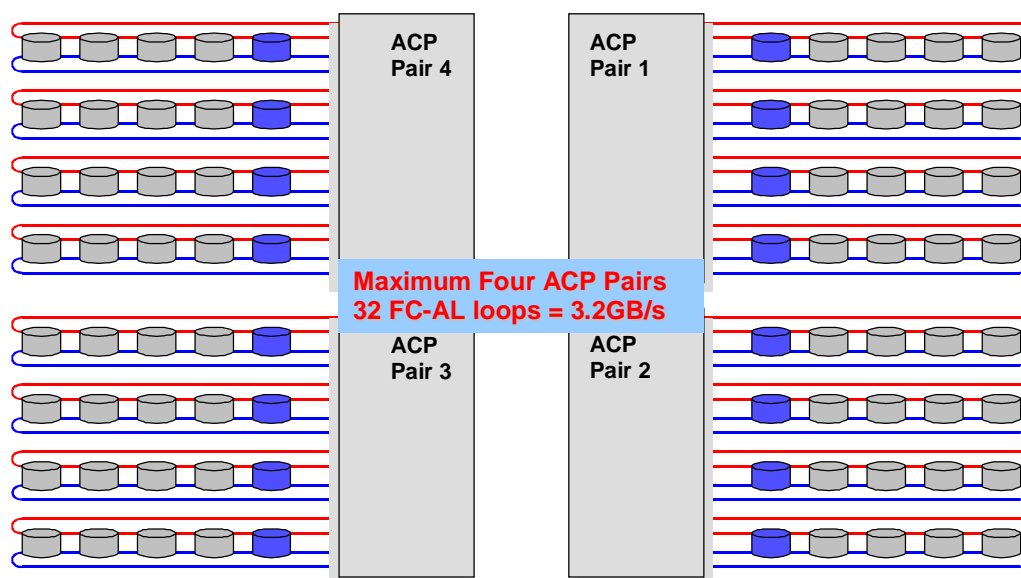 ACP
Pair 4
ACP
Pair 1
Maximum Four ACP Pairs
32 FC-AL loops = 3.2GB/s
ACP
Pair 3
ACP
Pair 2